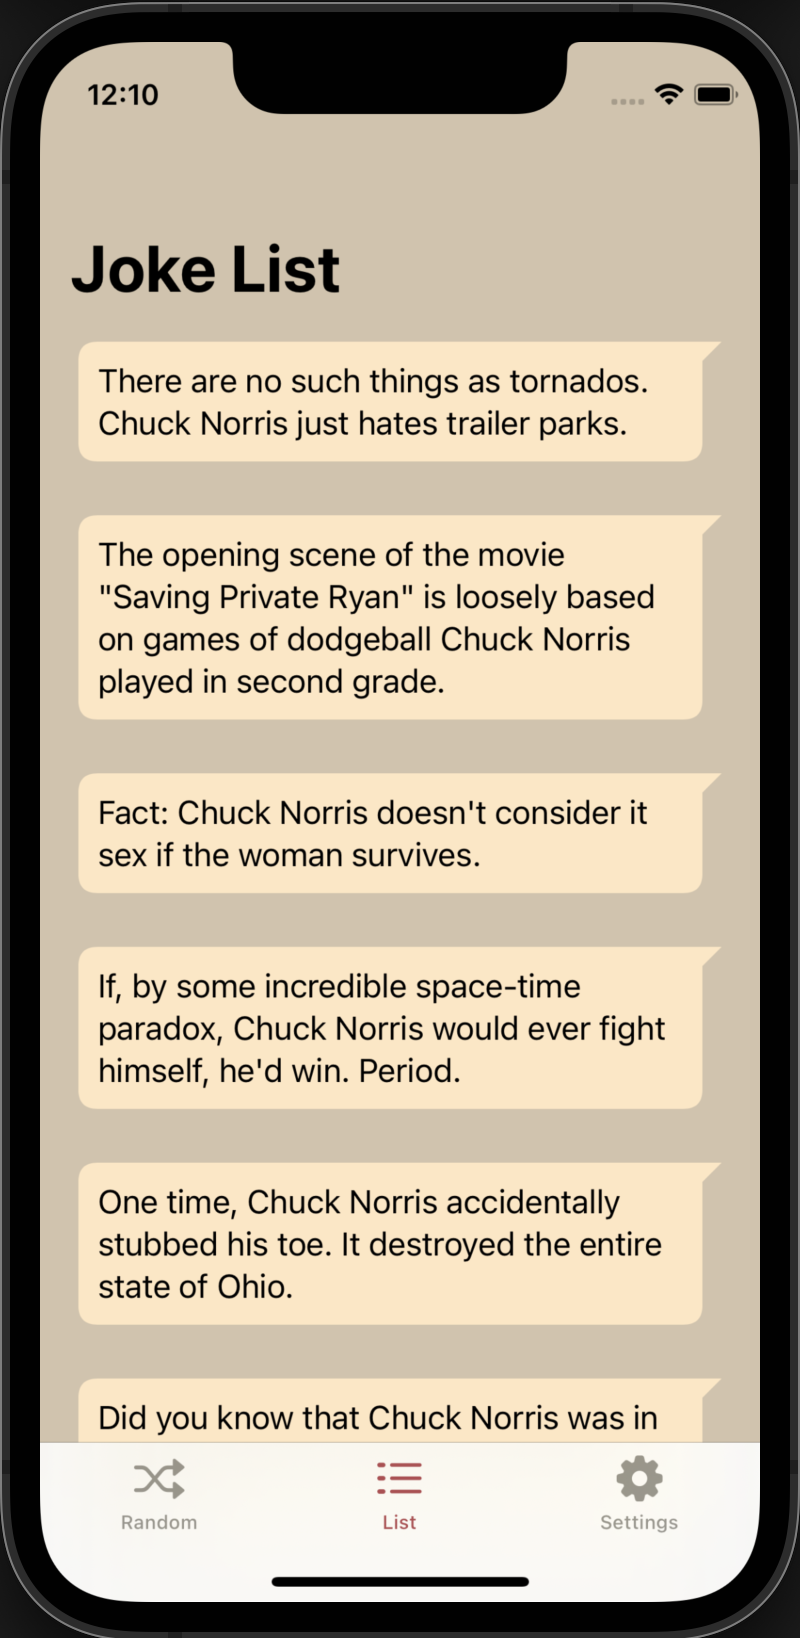 12:10
Joke List
There are no such things as tornados.
Chuck Norris just hates trailer parks.
The opening scene of the movie
"Saving Private Ryan" is loosely based
on games of dodgeball Chuck Norris
played in second grade.
Fact: Chuck Norris doesn't consider it
sex if the woman survives.
If, by some incredible space-time
paradox, Chuck Norris would ever fight
himself, he'd win. Period.
One time, Chuck Norris accidentally
stubbed his toe. It destroyed the entire
state of Ohio.
Did you know that Chuck Norris was in
Random
List
Settings